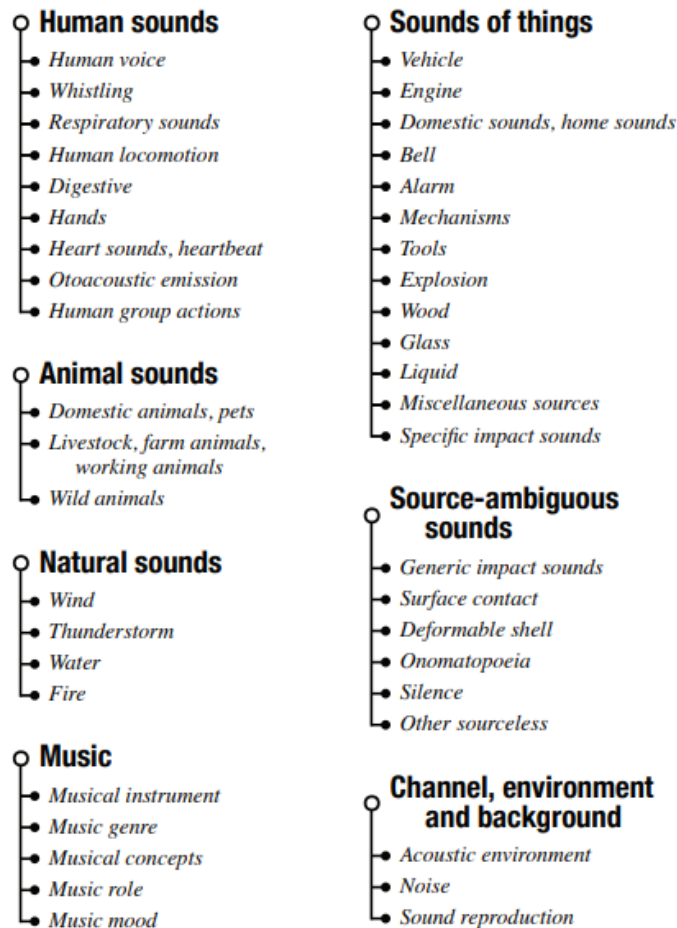 Human sounds
Human voice
Whistling
Respiratory sounds
Human locomotion
Digestive
Hands
Heart sounds, heartbeat
Otoacoustic emission
Human group actions
Animal sounds
Domestic animals, pets
Livestock, farm animals,
working animals
Wild animals
Natural sounds
Wind
Thunderstorm
Water
Fire
Music
Musical instrument
Music genre
Musical concepts
Music role
Music mood
Sounds of things
Vehicle
Engine
Domestic sounds, home sounds
Bell
Alarm
Mechanisms
Tools
Explosion
Wood
Glass
Liquid
Miscellaneous sources
Specific impact sounds
Source-ambiguous
sounds
Generic impact sounds
Surface contact
Deformable shell
Onomatopoeia
Silence
Other sourceless
Channel, environment
and background
Acoustic environment
Noise
Sound reproduction